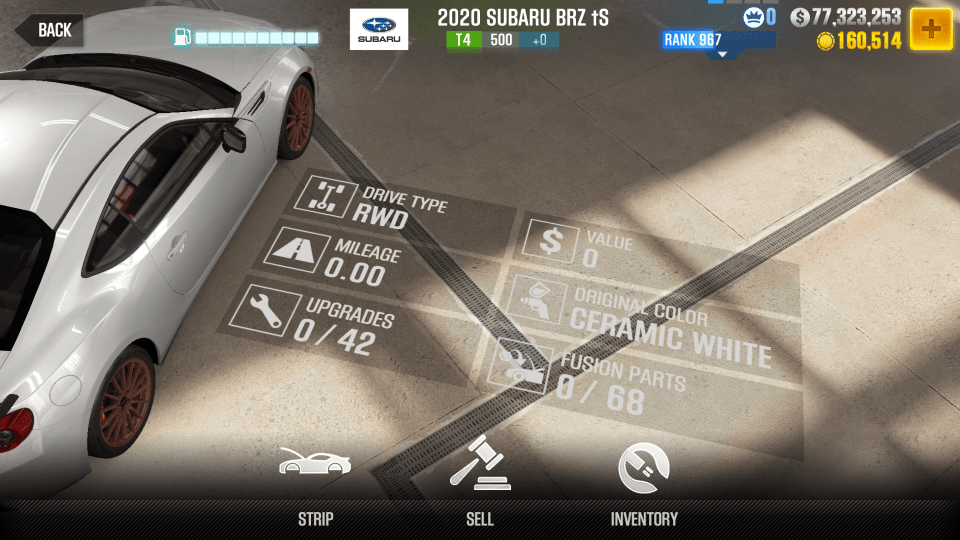 BACK
SUBARU
2020 SUBARU BRZ tS
T4 500 +0
0
$ 77,323,253
RANK 967
160,514
+
DRIVE TYPE
RWD
MILEAGE
0.00
UPGRADES
0 / 42
$
VALUE
0
ORIGINAL COLOR
CERAMIC WHITE
FUSION PARTS
0 / 68
STRIP
SELL
INVENTORY